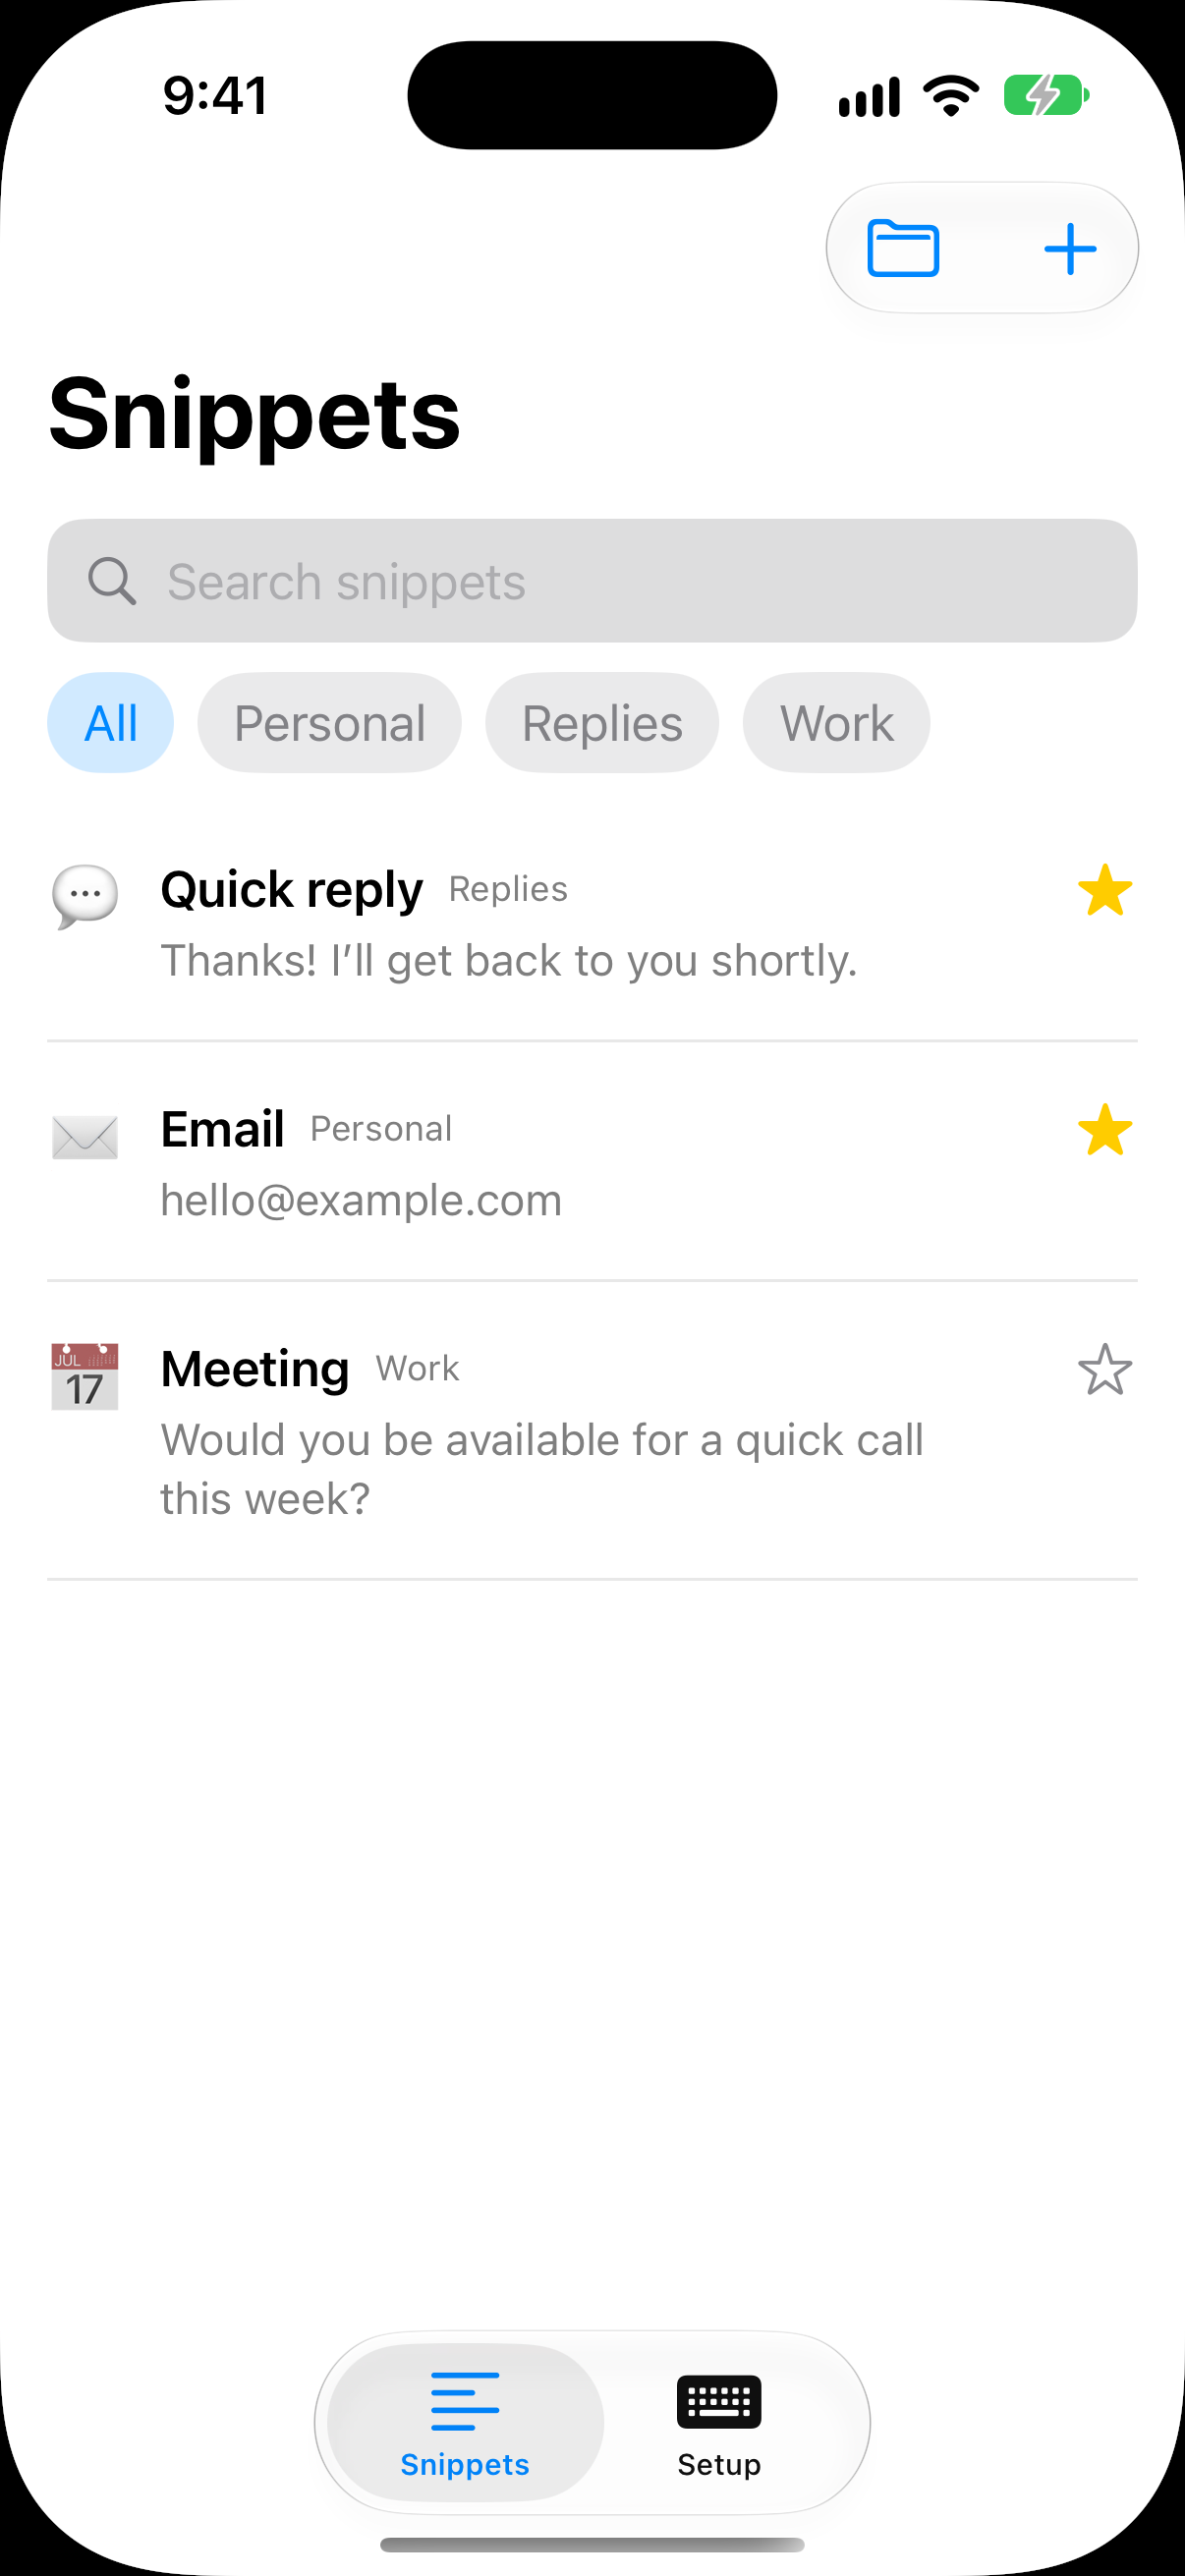 9:41
Snippets
Search snippets
All Personal Replies Work
Quick reply Replies
Thanks! I’ll get back to you shortly.
Email Personal
hello@example.com
JUL
17
Meeting Work
Would you be available for a quick call
this week?
Snippets Setup